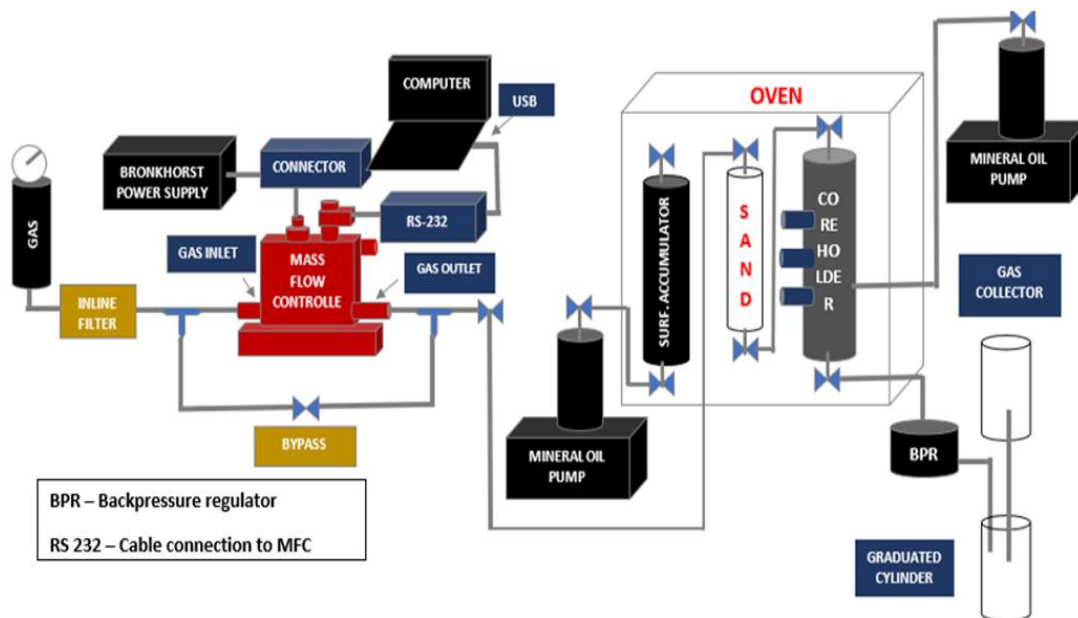 COMPUTER
USB
OVEN
BRONKHORST
POWER SUPPLY
CONNECTOR
MINERAL OIL
PUMP
GAS
RS-232
GAS INLET
MASS
FLOW
CONTROLLE
GAS OUTLET
INLINE
FILTER
BYPASS
SURF. ACCUMULATOR
S
A
N
D
CO
RE
HO
LDE
R
GAS
COLLECTOR
MINERAL OIL
PUMP
BPR
GRADUATED
CYLINDER
BPR – Backpressure regulator
RS 232 – Cable connection to MFC